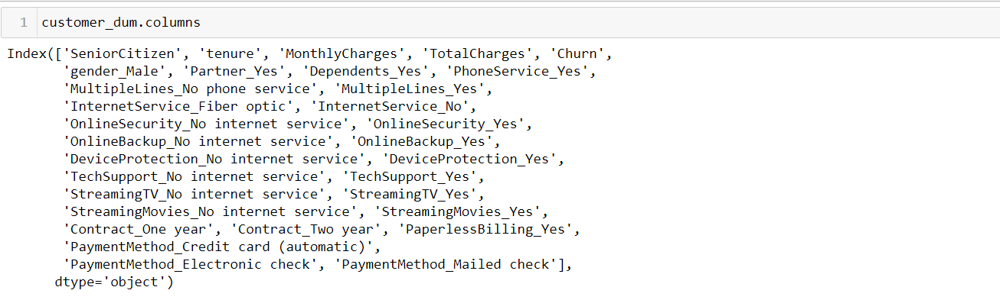 1 customer_dum.columns
Index(['SeniorCitizen', 'tenure', 'MonthlyCharges', 'TotalCharges', 'Churn',
'gender_Male', 'Partner_Yes', 'Dependents_Yes', 'PhoneService_Yes',
'MultipleLines_No phone service', 'MultipleLines_Yes',
'InternetService_Fiber optic', 'InternetService_No',
'OnlineSecurity_No internet service', 'OnlineSecurity_Yes',
'OnlineBackup_No internet service', 'OnlineBackup_Yes',
'DeviceProtection_No internet service', 'DeviceProtection_Yes',
'TechSupport_No internet service', 'TechSupport_Yes',
'StreamingTV_No internet service', 'StreamingTV_Yes',
'StreamingMovies_No internet service', 'StreamingMovies_Yes',
'Contract_One year', 'Contract_Two year', 'PaperlessBilling_Yes',
'PaymentMethod_Credit card (automatic)',
'PaymentMethod_Electronic check', 'PaymentMethod_Mailed check'],
dtype='object')